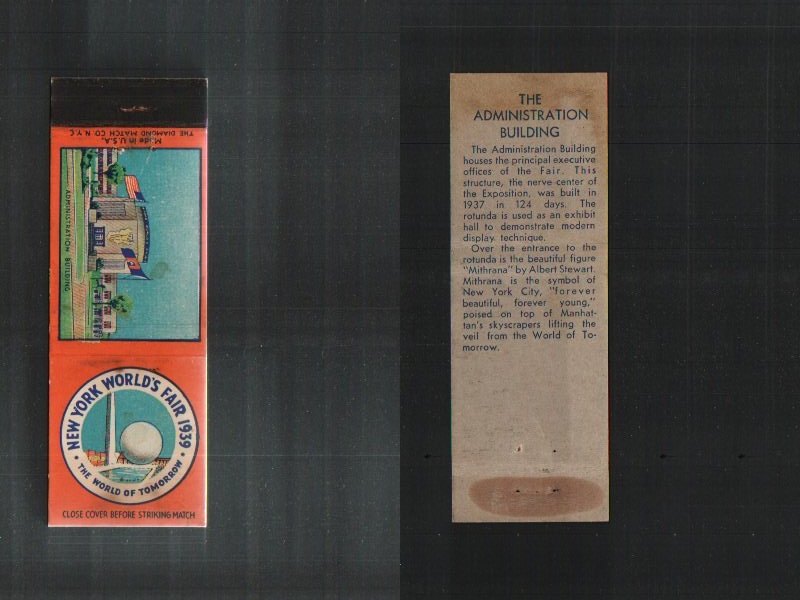 Made in U.S.A.
THE DIAMOND MATCH CO. N.Y.C.
ADMINISTRATION BUILDING
NEW YORK WORLD'S FAIR 1939
THE WORLD OF TOMORROW
CLOSE COVER BEFORE STRIKING MATCH
THE
ADMINISTRATION
BUILDING
The Administration Building
houses the principal executive
offices of the Fair. This
structure, the nerve center of
the Exposition, was built in
1937 in 124 days. The
rotunda is used as an exhibit
hall to demonstrate modern
display technique.
Over the entrance to the
rotunda is the beautiful figure
"Mithrana" by Albert Stewart.
Mithrana is the symbol of
New York City, "forever
beautiful, forever young,"
poised on top of Manhat-
tan's skyscrapers lifting the
veil from the World of To-
morrow.